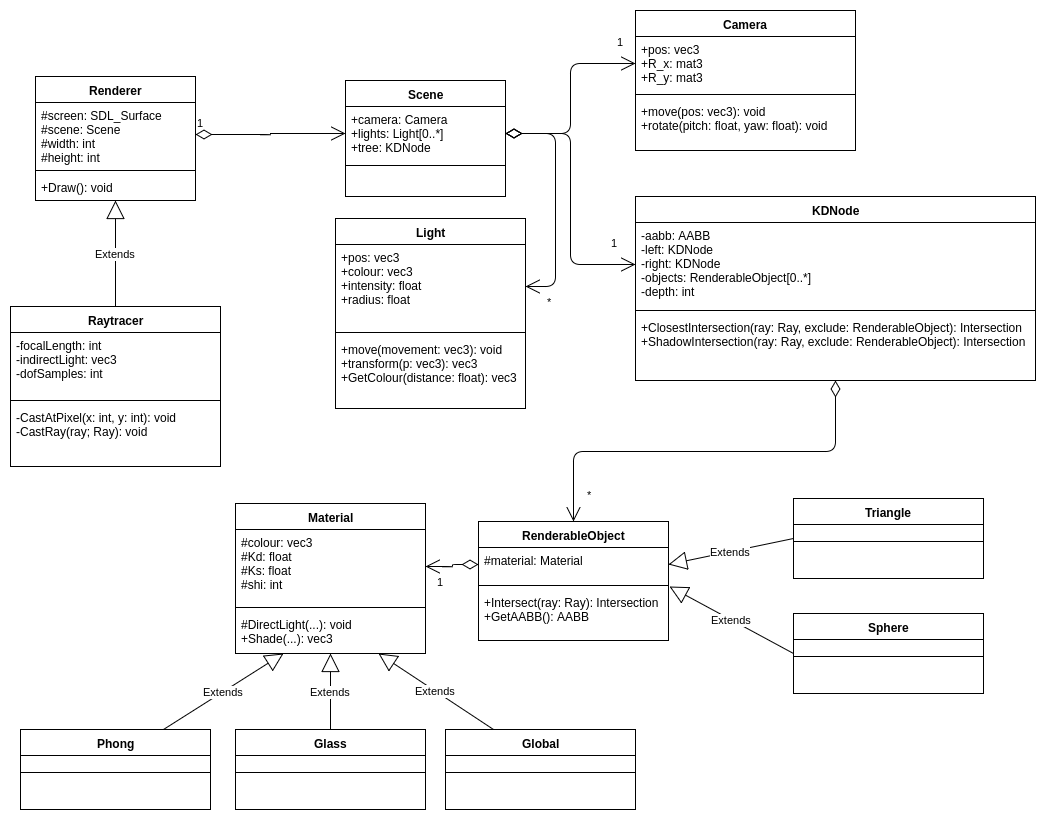 Camera
+pos: vec3
+R_x: mat3
+R_y: mat3
+move(pos: vec3): void
+rotate(pitch: float, yaw: float): void
1
Renderer
#screen: SDL_Surface
#scene: Scene
#width: int
#height: int
+Draw(): void
1
Scene
+camera: Camera
+lights: Light[0..*]
+tree: KDNode
Light
+pos: vec3
+colour: vec3
+intensity: float
+radius: float
+move(movement: vec3): void
+transform(p: vec3): vec3
+GetColour(distance: float): vec3
*
1
KDNode
-aabb: AABB
-left: KDNode
-right: KDNode
-objects: RenderableObject[0..*]
-depth: int
+ClosestIntersection(ray: Ray, exclude: RenderableObject): Intersection
+ShadowIntersection(ray: Ray, exclude: RenderableObject): Intersection
Extends
Raytracer
-focalLength: int
-indirectLight: vec3
-dofSamples: int
-CastAtPixel(x: int, y: int): void
-CastRay(ray; Ray): void
*
Material
#colour: vec3
#Kd: float
#Ks: float
#shi: int
#DirectLight(...): void
+Shade(...): vec3
1
RenderableObject
#material: Material
+Intersect(ray: Ray): Intersection
+GetAABB(): AABB
Extends
Triangle
Extends
Sphere
Extends
Extends
Extends
Phong
Glass
Global